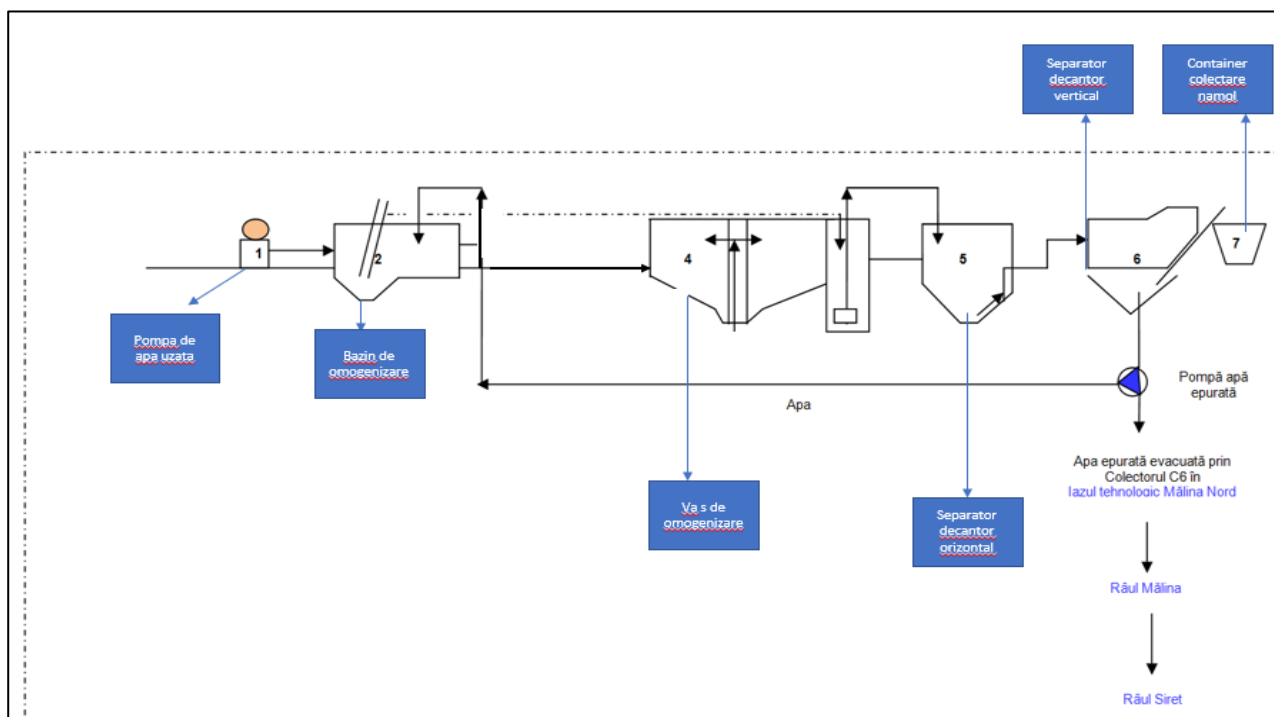 Separator
decantor
vertical
Container
colectare
namol
1
2
4
5
6
7
Pompa de
apa uzata
Bazin de
omogenizare
Pompă apă
epurată
Apa
Apa epurată evacuată prin
Colectorul C6 în
Iazul tehnologic Mălina Nord
Va s de
omogenizare
Separator
decantor
orizontal
Râul Mălina
Râul Siret